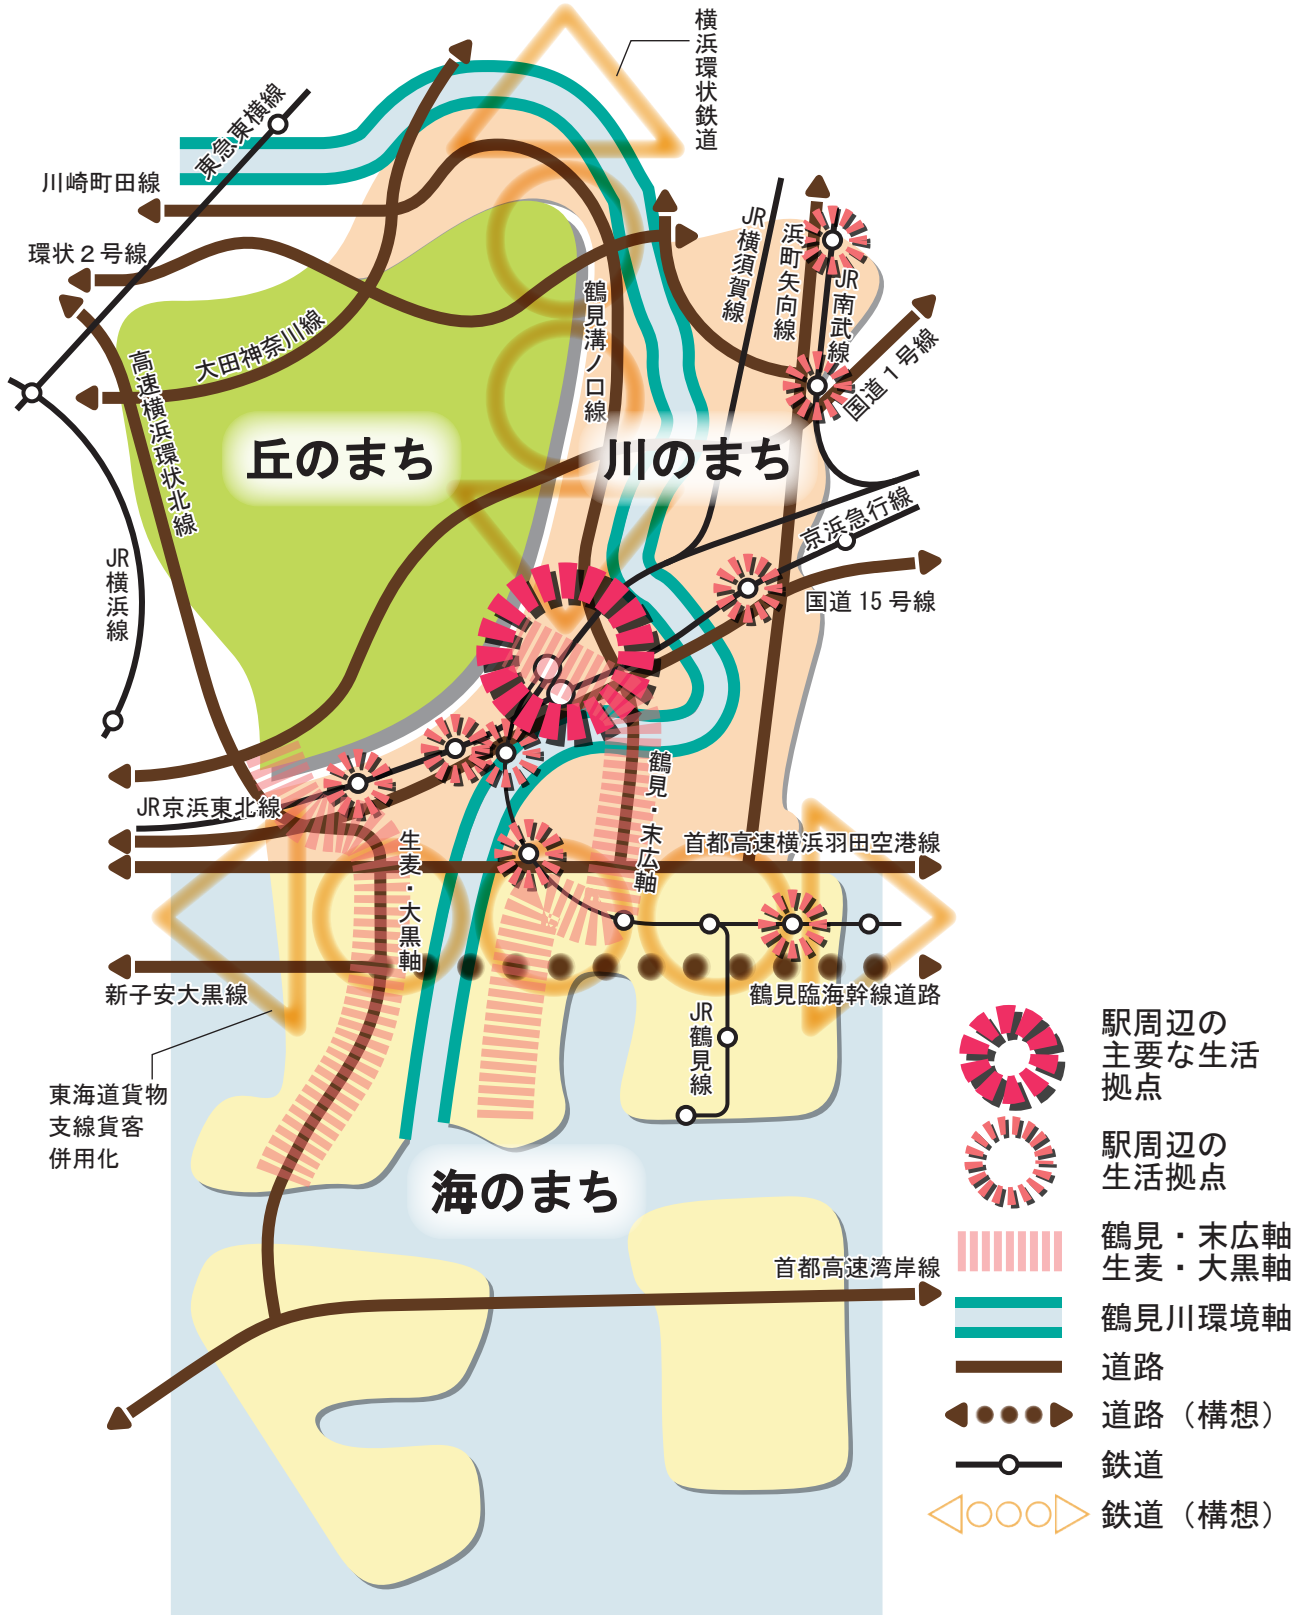 横浜環状鉄道
東急東横線
川崎町田線
環状２号線
JR横須賀線
浜町矢向線
JR南武線
鶴見溝ノ口線
国道１号線
大田神奈川線
高速横浜環状北線
丘のまち
川のまち
京浜急行線
JR横浜線
国道15号線
鶴見・末広軸
JR京浜東北線
生麦・大黒軸
首都高速横浜羽田空港線
新子安大黒線
鶴見臨海幹線道路
JR鶴見線
東海道貨物
支線貨客
併用化
海のまち
首都高速湾岸線
駅周辺の
主要な生活
拠点
駅周辺の
生活拠点
鶴見・末広軸
生麦・大黒軸
鶴見川環境軸
道路
道路（構想）
鉄道
鉄道（構想）